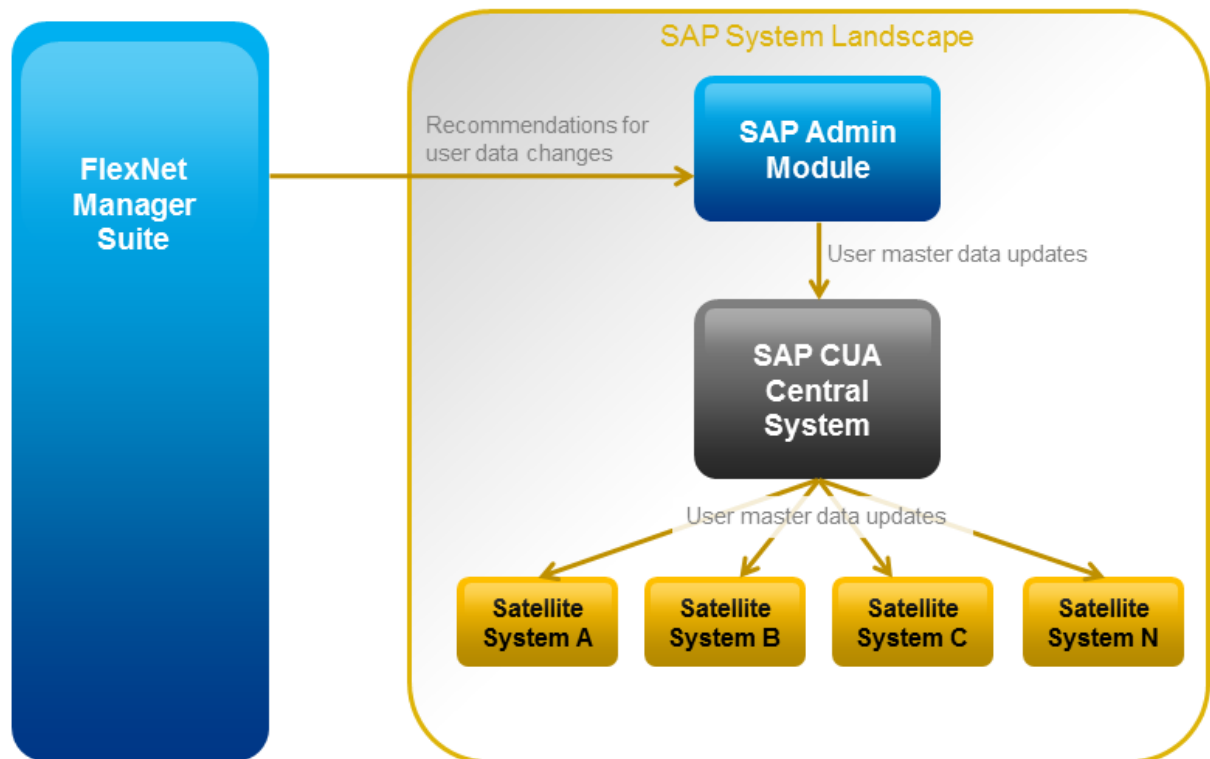 SAP System Landscape
FlexNet
Manager
Suite
Recommendations for
user data changes
SAP Admin
Module
User master data updates
SAP CUA
Central
System
User master data updates
Satellite
System A
Satellite
System B
Satellite
System C
Satellite
System N